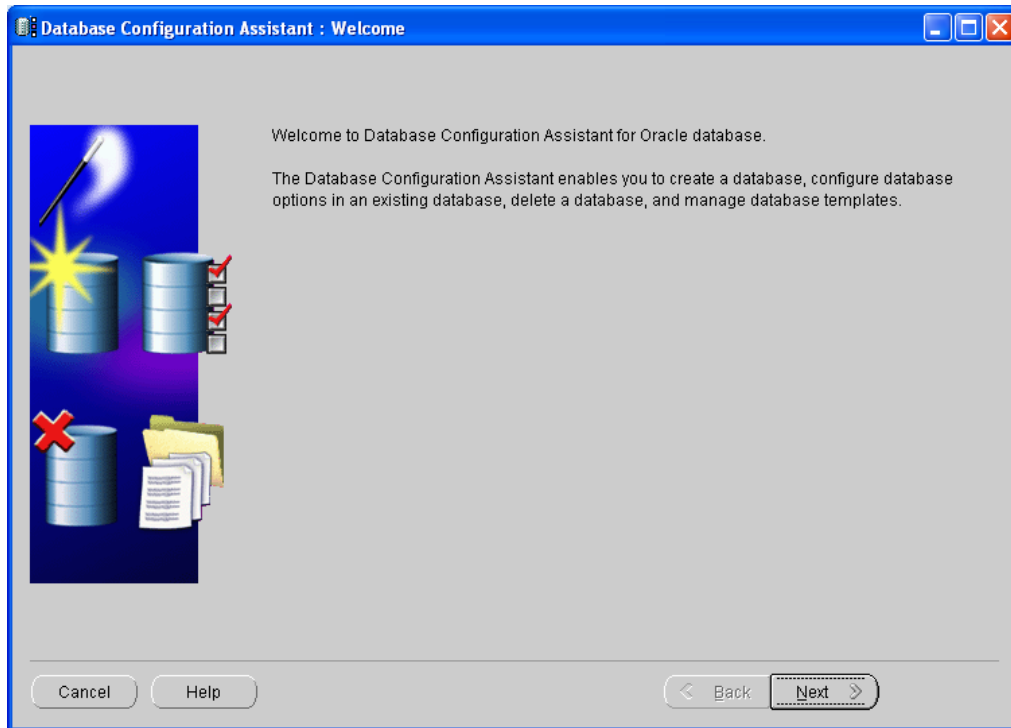 Database Configuration Assistant : Welcome
Welcome to Database Configuration Assistant for Oracle database.
The Database Configuration Assistant enables you to create a database, configure database
options in an existing database, delete a database, and manage database templates.
Cancel Help Back Next